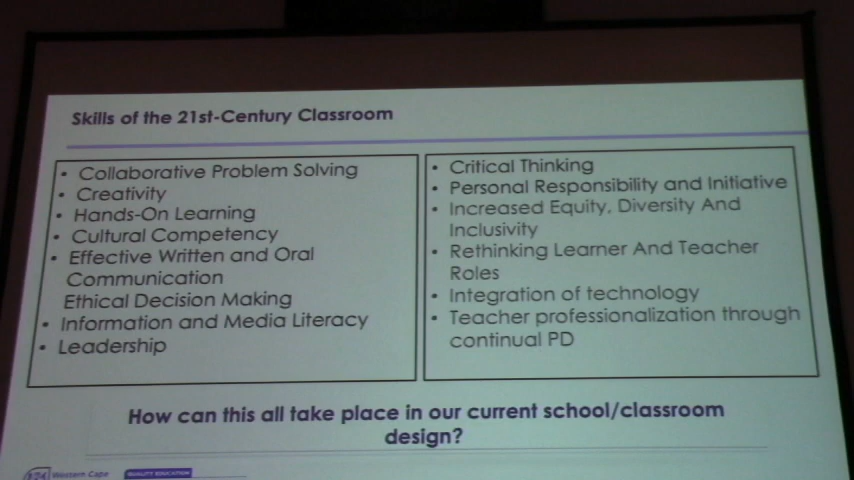 Skills of the 21st-Century Classroom
• Collaborative Problem Solving
• Creativity
• Hands-On Learning
• Cultural Competency
• Effective Written and Oral
Communication
Ethical Decision Making
• Information and Media Literacy
• Leadership
• Critical Thinking
• Personal Responsibility and Initiative
• Increased Equity, Diversity And
Inclusivity
• Rethinking Learner And Teacher
Roles
• Integration of technology
• Teacher professionalization through
continual PD
How can this all take place in our current school/classroom
design?
Western Cape
QUALITY EDUCATION